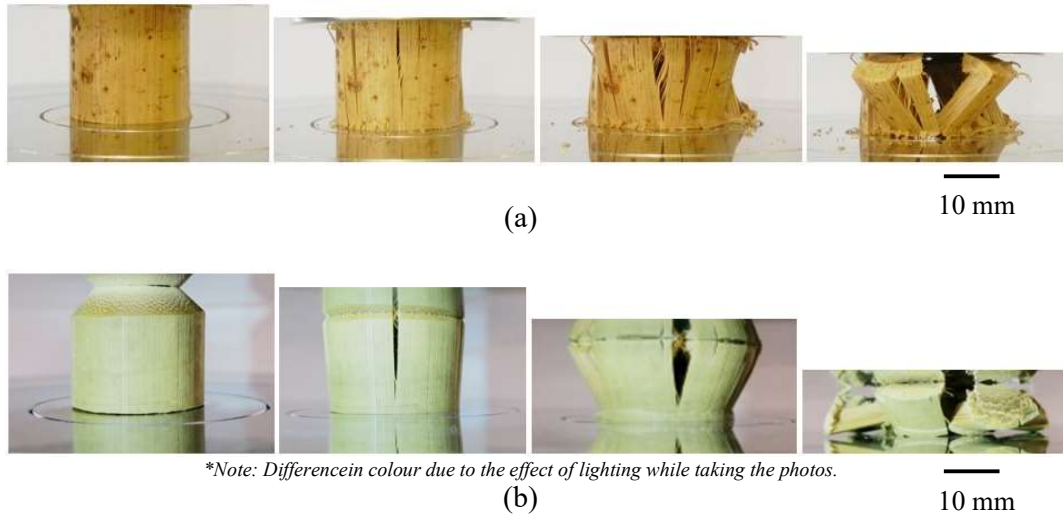 10 mm
(a)
*Note: Differencein colour due to the effect of lighting while taking the photos.
10 mm
(b)